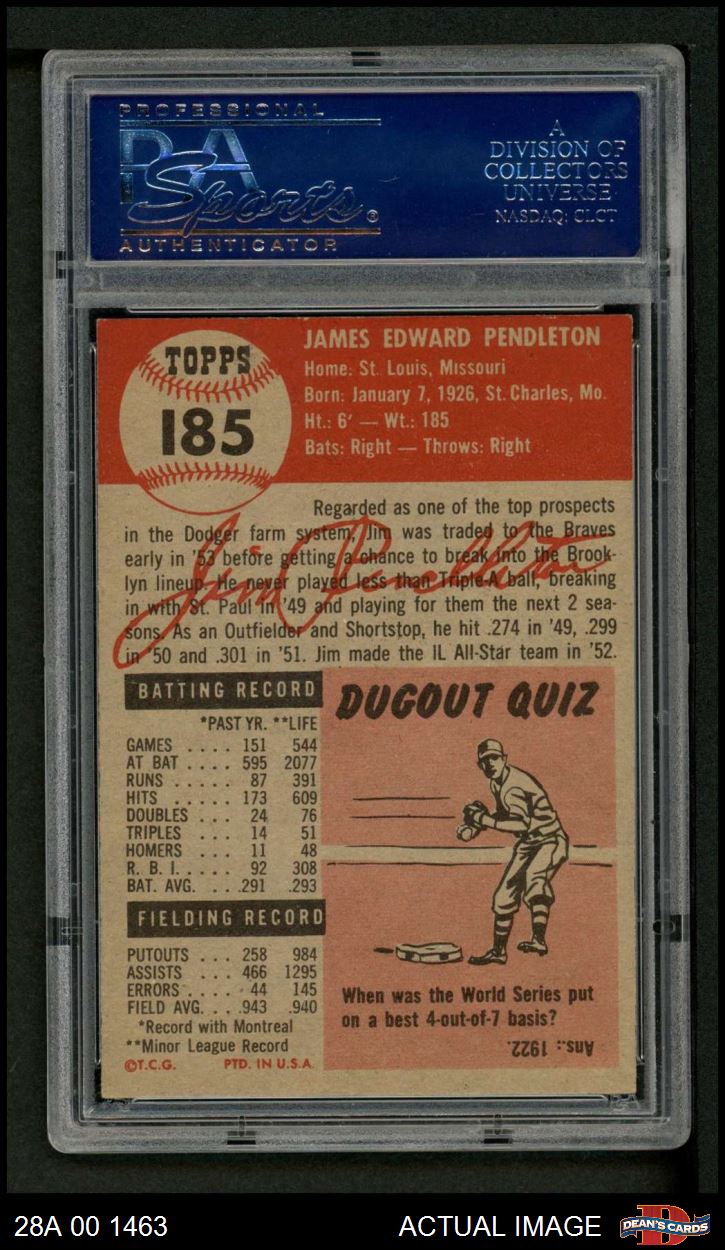 PROFESSIONAL
PSA
Sports®
AUTHENTICATOR
A
DIVISION OF
COLLECTORS
UNIVERSE
NASDAQ: CLCT
TOPPS
185
JAMES EDWARD PENDLETON
Home: St. Louis, Missouri
Born: January 7, 1926, St. Charles, Mo.
Ht.: 6' — Wt.: 185
Bats: Right — Throws: Right
Regarded as one of the top prospects
in the Dodger farm system, Jim was traded to the Braves
early in '53 before getting a chance to break into the Brook-
lyn lineup. He never played less than Triple-A ball, breaking
in with St. Paul in '49 and playing for them the next 2 sea-
sons. As an Outfielder and Shortstop, he hit .274 in '49, .299
in '50 and .301 in '51. Jim made the IL All-Star team in '52.
Jim Pendleton
BATTING RECORD
*PAST YR. **LIFE
GAMES .... 151 544
AT BAT .... 595 2077
RUNS ..... 87 391
HITS ..... 173 609
DOUBLES ... 24 76
TRIPLES ... 14 51
HOMERS ... 11 48
R. B. I. .... 92 308
BAT. AVG. ... .291 .293
FIELDING RECORD
PUTOUTS ... 258 984
ASSISTS ... 466 1295
ERRORS .... 44 145
FIELD AVG. ... .943 .940
*Record with Montreal
**Minor League Record
©T.C.G. PTD. IN U.S.A.
DUGOUT QUIZ
When was the World Series put
on a best 4-out-of-7 basis?
Ans.: 1922.
28A 00 1463
ACTUAL IMAGE
DEAN'S CARDS